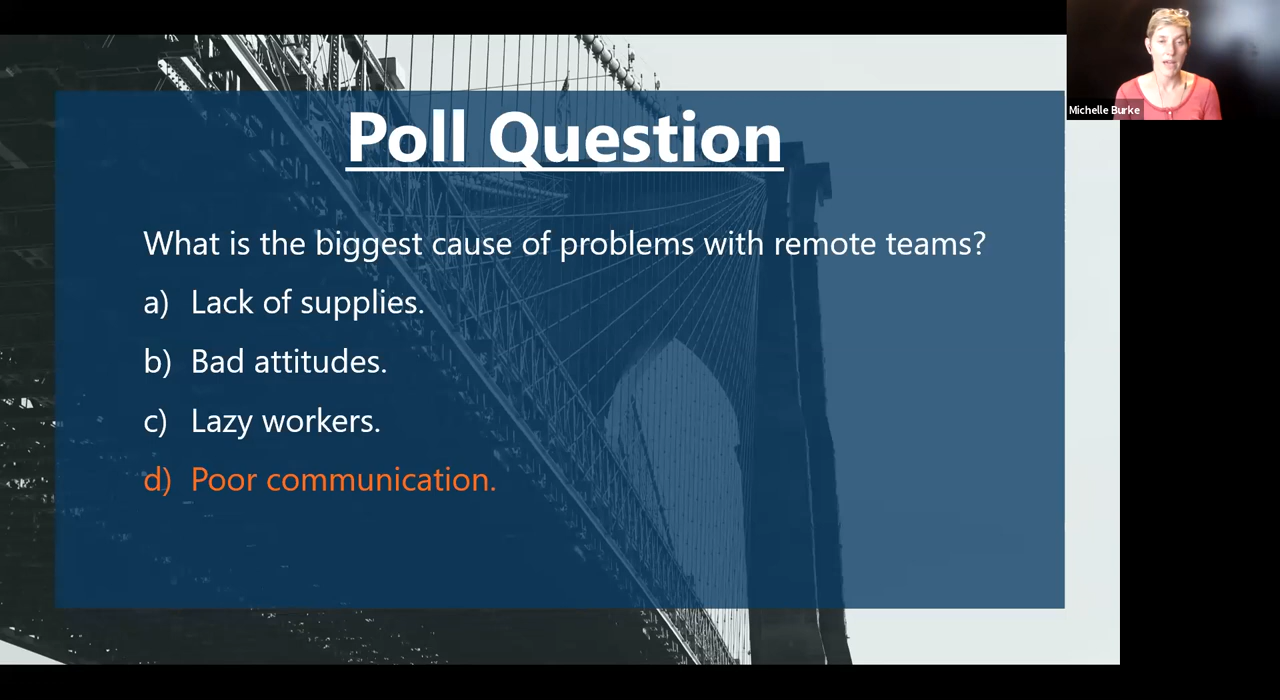 Poll Question
What is the biggest cause of problems with remote teams?
a) Lack of supplies.
b) Bad attitudes.
c) Lazy workers.
d) Poor communication.
Michelle Burke